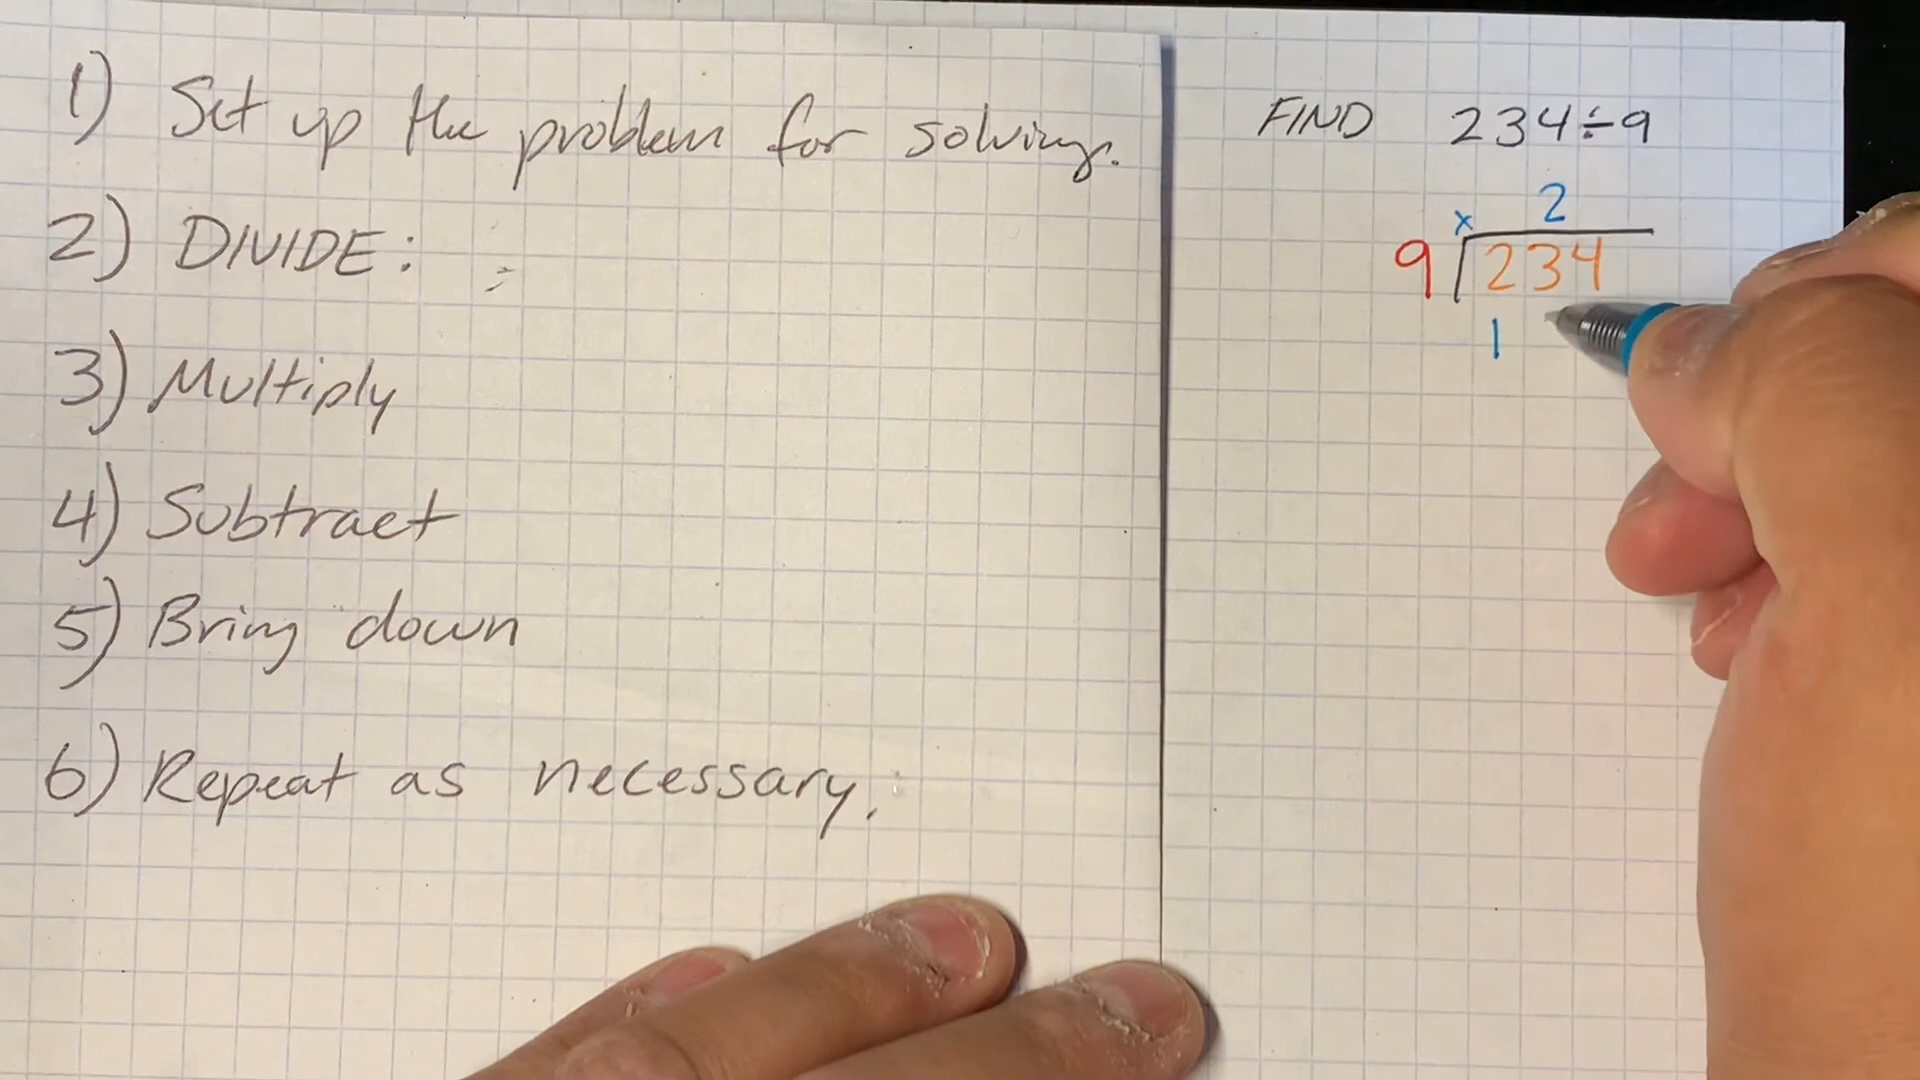 1) Set up the problem for solving.
2) DIVIDE:
3) Multiply
4) Subtract
5) Bring down
6) Repeat as necessary.
FIND 234÷9
x 2
9 234
1